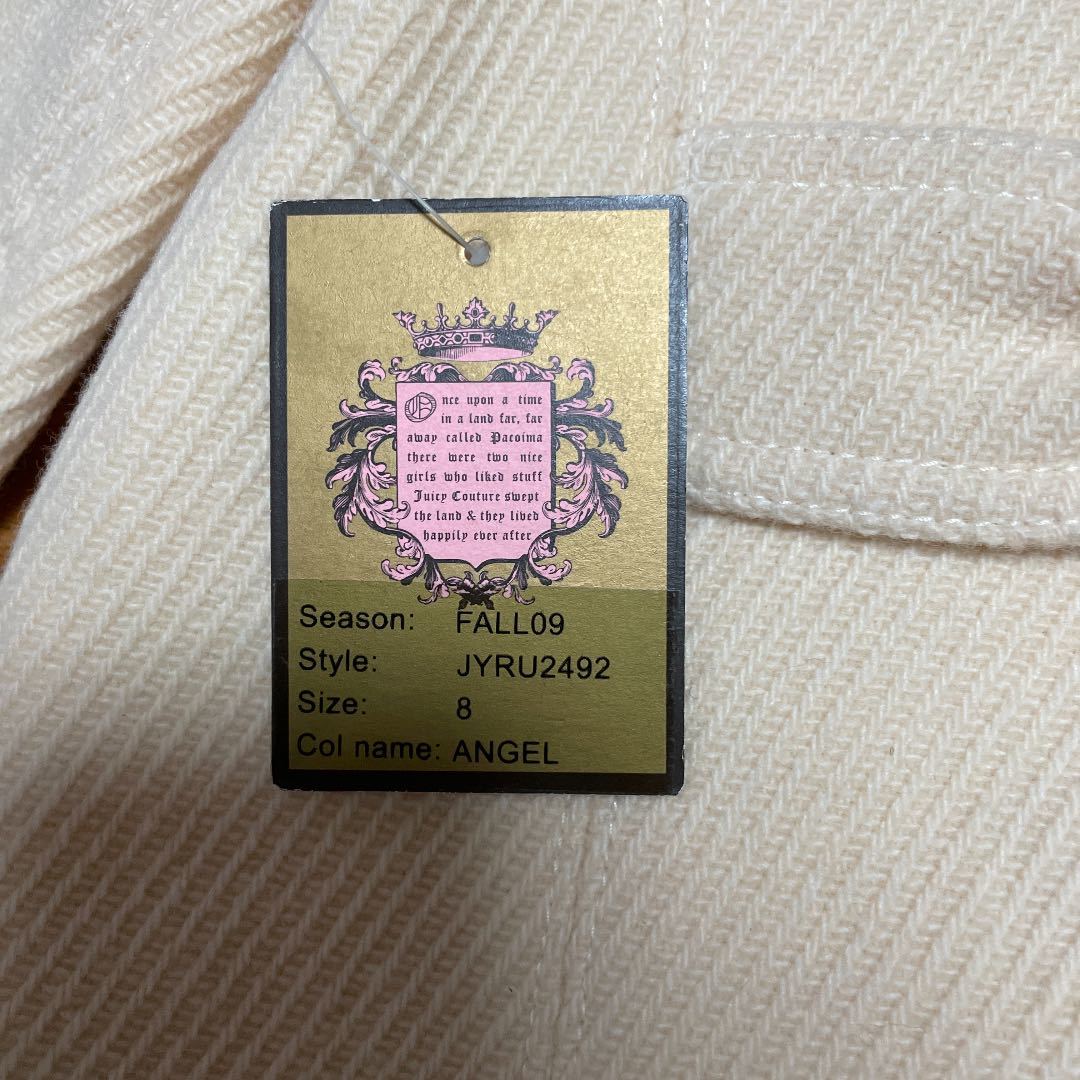 Once upon a time
in a land far, far
away called Pacoima
there were two nice
girls who liked stuff
Juicy Couture swept
the land & they lived
happily ever after
Season: FALL09
Style: JYRU2492
Size: 8
Col name: ANGEL